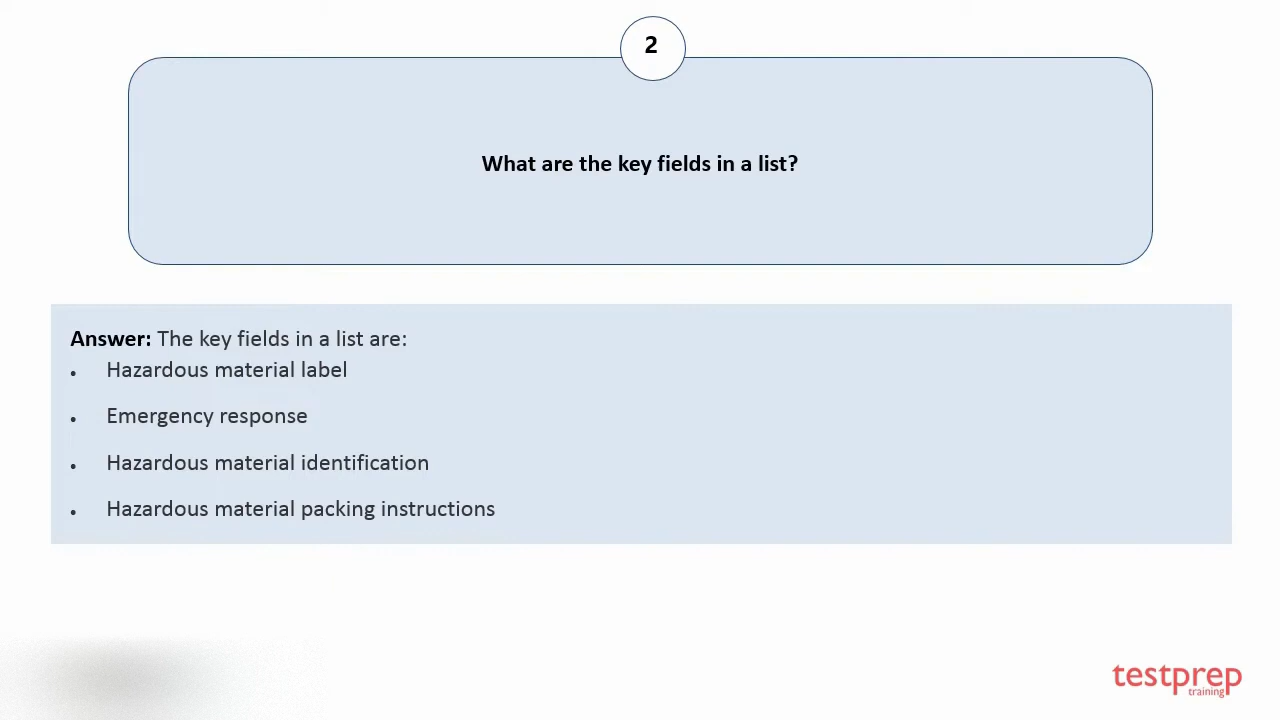 2
What are the key fields in a list?
Answer: The key fields in a list are:
• Hazardous material label
• Emergency response
• Hazardous material identification
• Hazardous material packing instructions
testprep
training